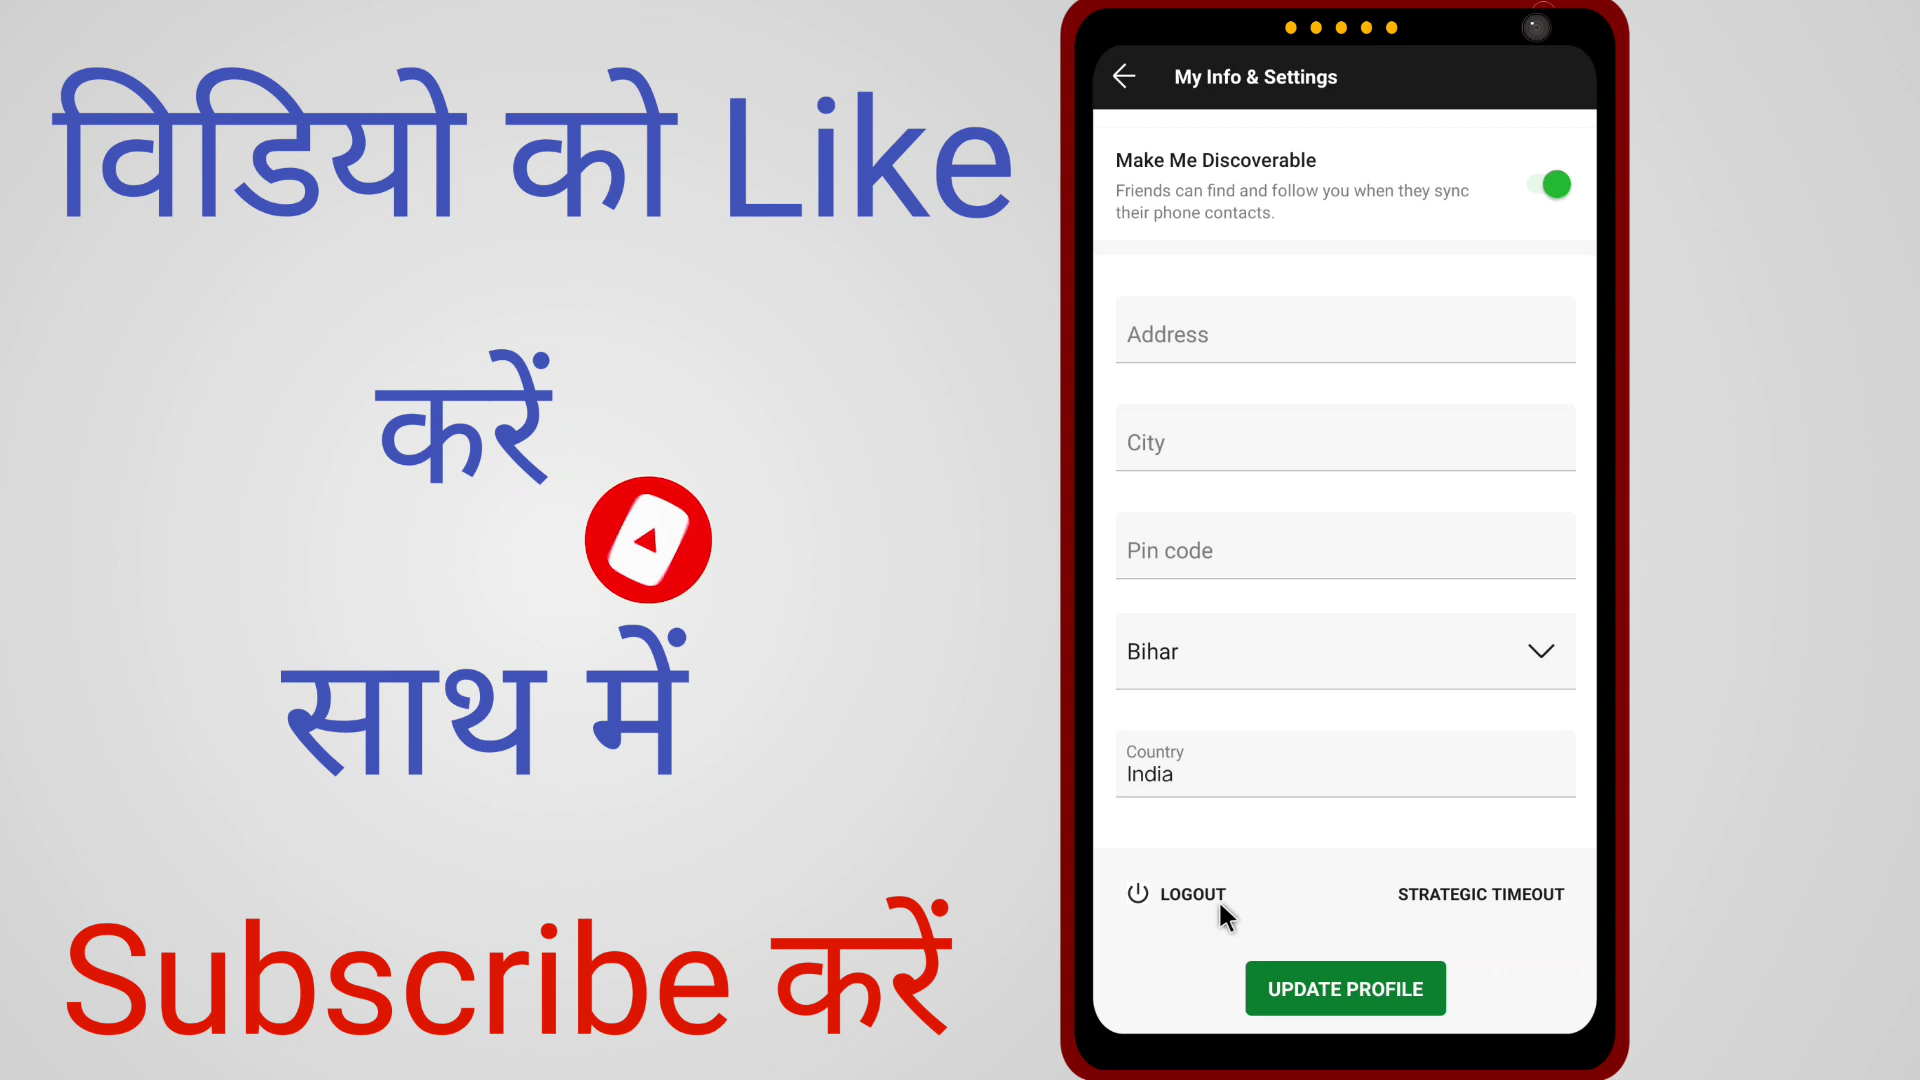 विडियो को Like
करें
साथ में
Subscribe करें
My Info & Settings
Make Me Discoverable
Friends can find and follow you when they sync
their phone contacts.
Address
City
Pin code
Bihar
Country
India
LOGOUT
STRATEGIC TIMEOUT
UPDATE PROFILE